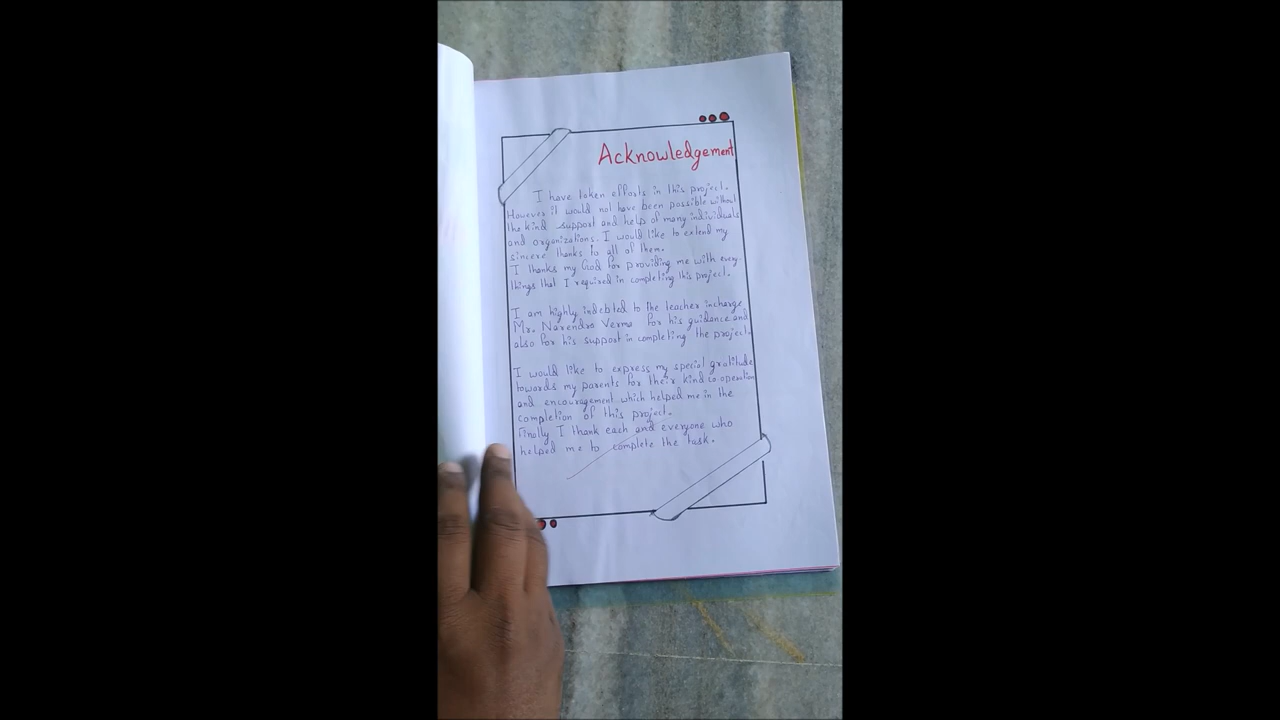 Acknowledgement
I have taken efforts in this project.
However it would not have been possible without
the kind support and help of many individuals
and organizations. I would like to extend my
sincere thanks to all of them.
I thanks my God for providing me with every
things that I required in completing this project.
I am highly indebted to the teacher incharge
Mr. Narendra Verma for his guidance and
also for his support in completing the project.
I would like to express my special gratitude
towards my parents for their kind co-operation
and encouragement which helped me in the
completion of this project.
Finally I thank each and everyone who
helped me to complete the task.